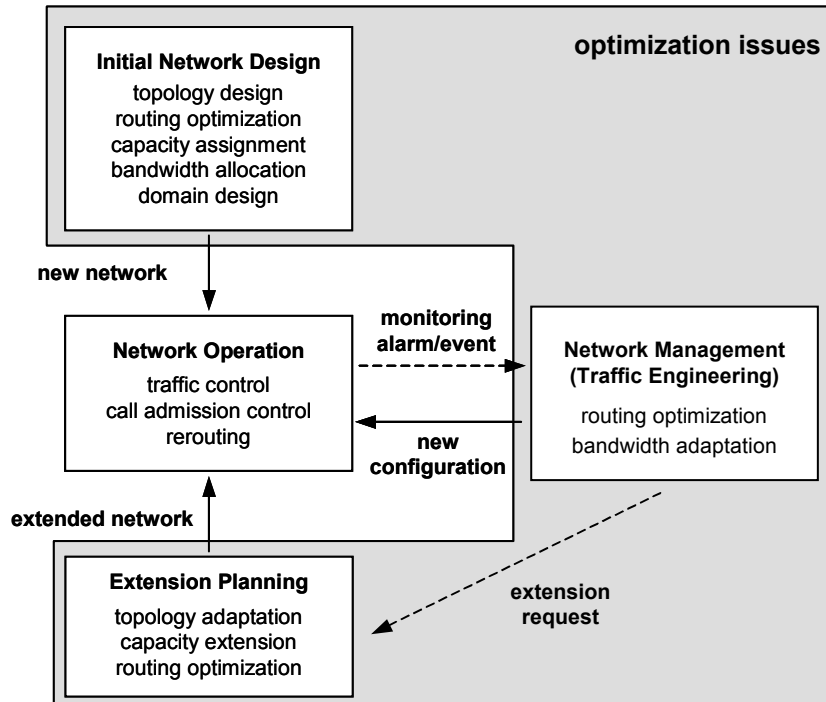 optimization issues
Initial Network Design
topology design
routing optimization
capacity assignment
bandwidth allocation
domain design
new network
Network Operation
traffic control
call admission control
rerouting
monitoring
alarm/event
new
configuration
Network Management
(Traffic Engineering)
routing optimization
bandwidth adaptation
extended network
Extension Planning
topology adaptation
capacity extension
routing optimization
extension
request